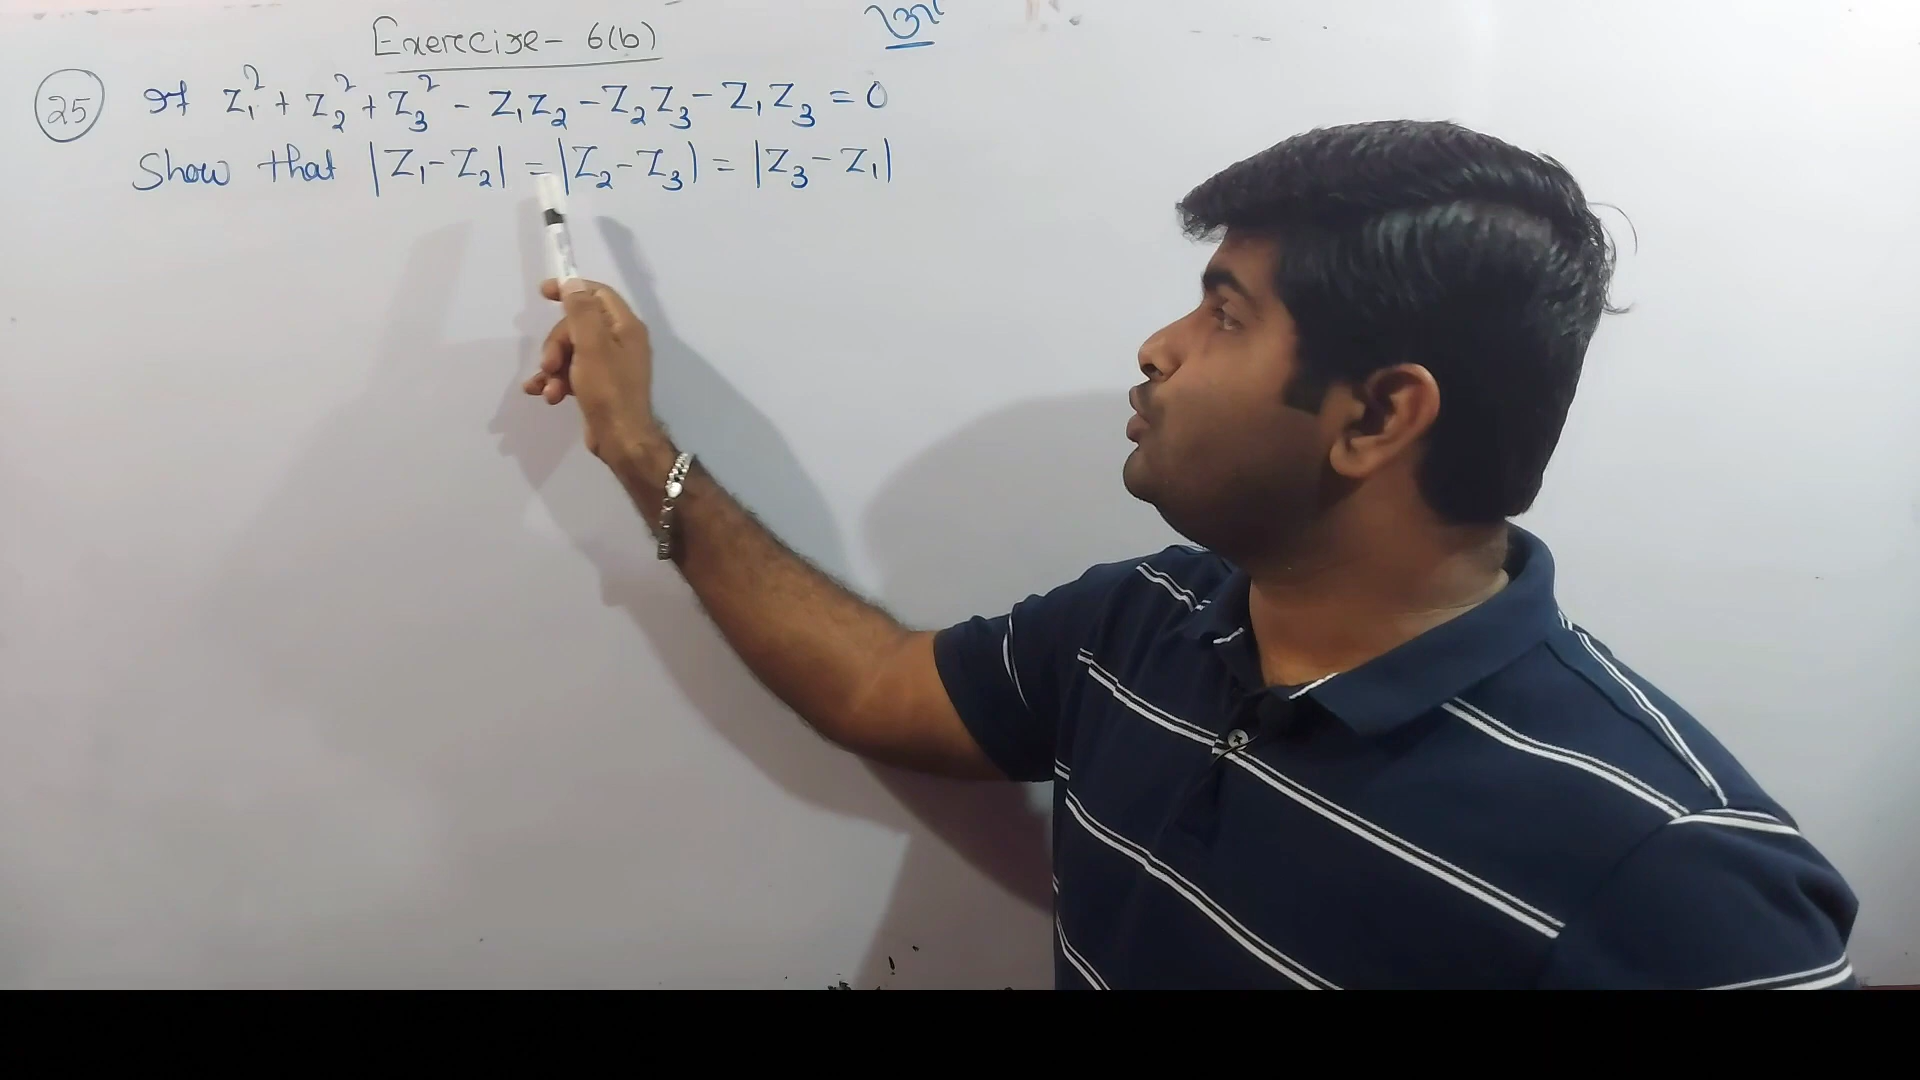 Exercise - 6(b)
25 If Z₁² + Z₂² + Z₃² - Z₁Z₂ - Z₂Z₃ - Z₁Z₃ = 0
Show that |Z₁-Z₂| = |Z₂-Z₃| = |Z₃-Z₁|